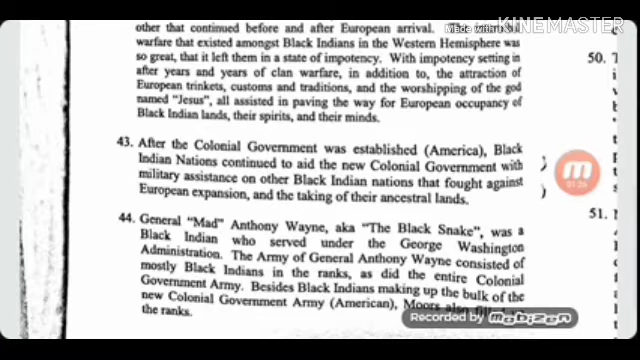 other that continued before and after European arrival. The
warfare that existed amongst Black Indians in the Western Hemisphere was
so great, that it left them in a state of impotency. With impotency setting in
after years and years of clan warfare, in addition to, the attraction of
European trinkets, customs and traditions, and the worshipping of the god
named "Jesus", all assisted in paving the way for European occupancy of
Black Indian lands, their spirits, and their minds.
43. After the Colonial Government was established (America), Black
Indian Nations continued to aid the new Colonial Government with
military assistance on other Black Indian nations that fought against
European expansion, and the taking of their ancestral lands.
44. General "Mad" Anthony Wayne, aka "The Black Snake", was a
Black Indian who served under the George Washington
Administration. The Army of General Anthony Wayne consisted of
mostly Black Indians in the ranks, as did the entire Colonial
Government Army. Besides Black Indians making up the bulk of the
new Colonial Government Army (American), Moors also
the ranks.
50.
51.
Made with
KINEMASTER
m
01:26
Recorded by Mobizen